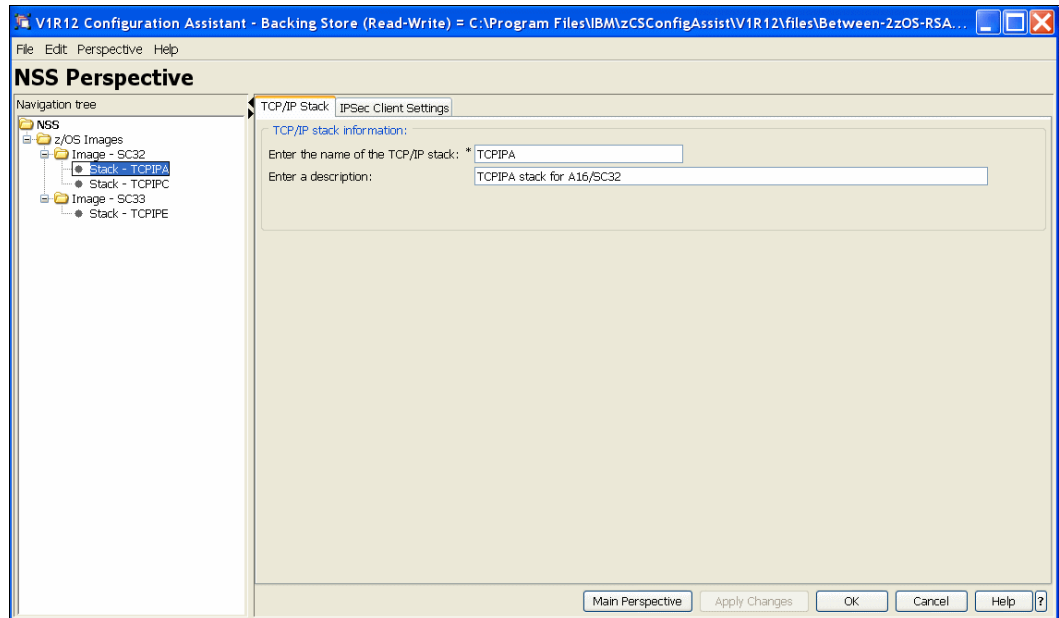 V1R12 Configuration Assistant - Backing Store (Read-Write) = C:\Program Files\IBM\zCSConfigAssist\V1R12\files\Between-2zOS-RSA...
File Edit Perspective Help
NSS Perspective
Navigation tree
NSS
z/OS Images
Image - SC32
Stack - TCPIPA
Stack - TCPIPC
Image - SC33
Stack - TCPIPE
TCP/IP Stack IPSec Client Settings
TCP/IP stack information:
Enter the name of the TCP/IP stack: * TCPIPA
Enter a description: TCPIPA stack for A16/SC32
Main Perspective Apply Changes OK Cancel Help ?